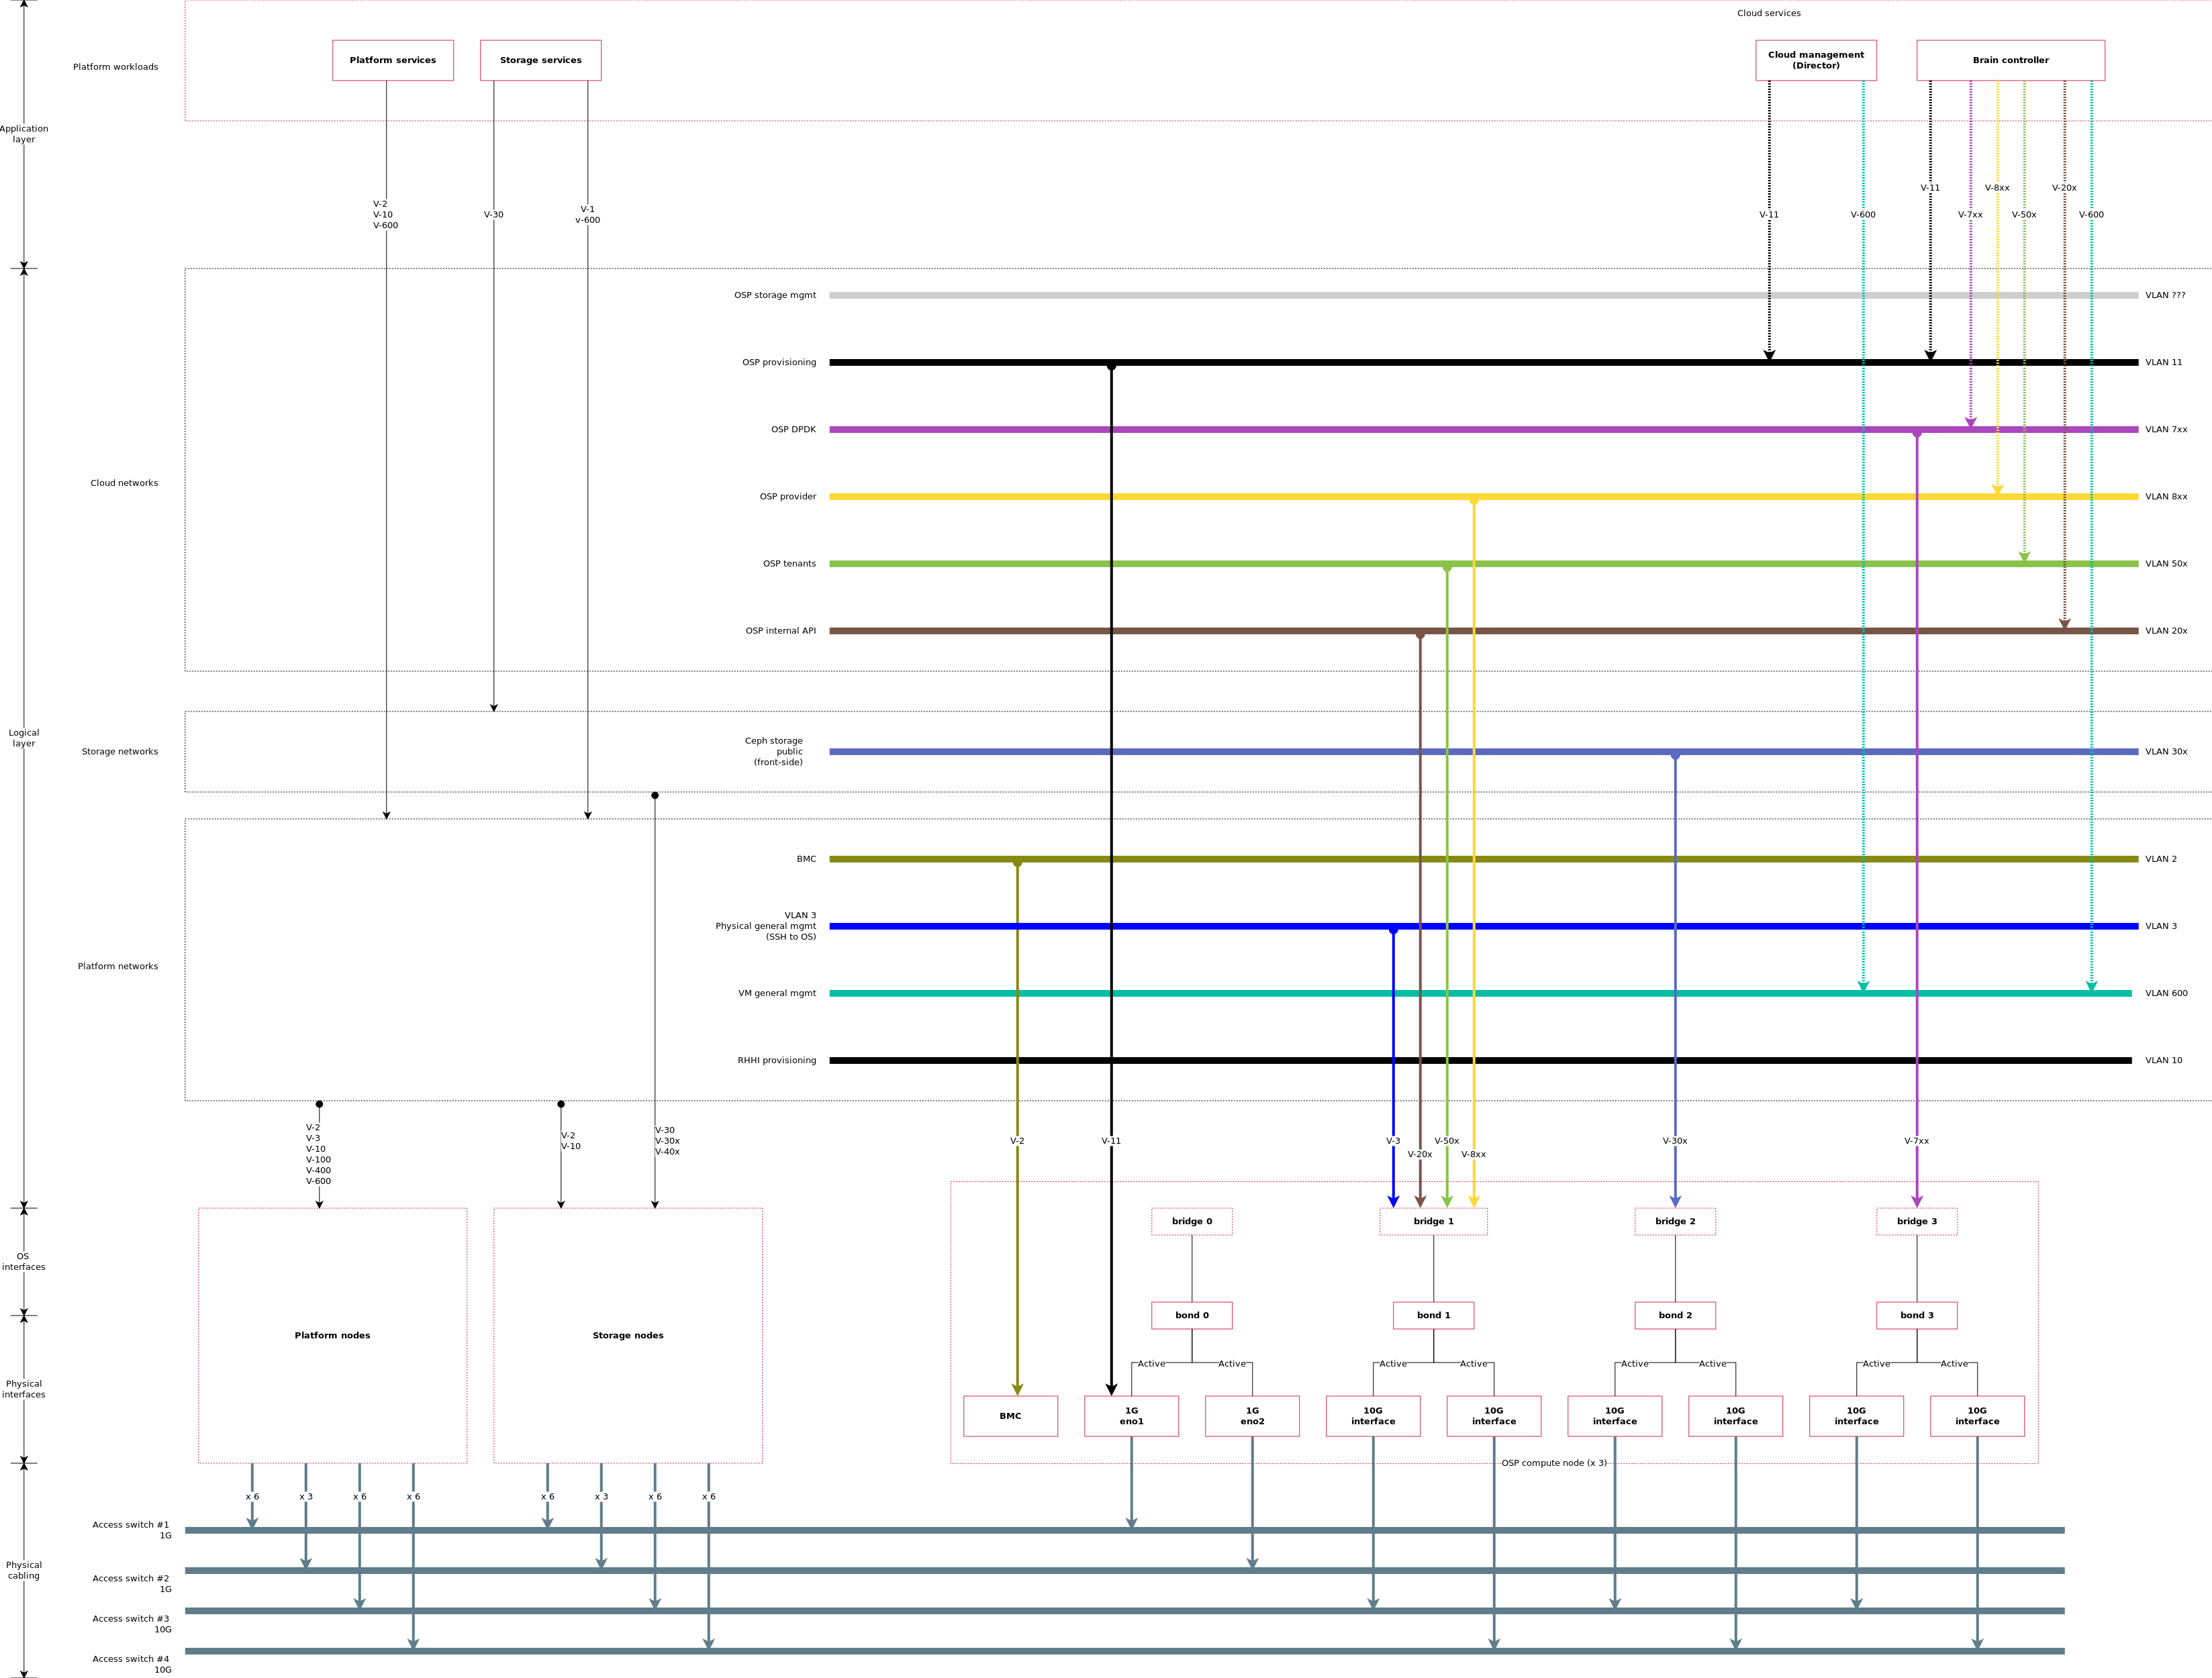 Cloud services
Platform workloads
Platform services
Storage services
Cloud management
(Director)
Brain controller
Application
layer
V-2
V-10
V-600
V-30
V-1
v-600
V-11
V-600
V-11
V-7xx
V-8xx
V-50x
V-20x
V-600
OSP storage mgmt
VLAN ???
OSP provisioning
VLAN 11
OSP DPDK
VLAN 7xx
Cloud networks
OSP provider
VLAN 8xx
OSP tenants
VLAN 50x
OSP internal API
VLAN 20x
Logical
layer
Storage networks
Ceph storage
public
(front-side)
VLAN 30x
BMC
VLAN 2
VLAN 3
Physical general mgmt
(SSH to OS)
VLAN 3
Platform networks
VM general mgmt
VLAN 600
RHHI provisioning
VLAN 10
V-2
V-3
V-10
V-100
V-400
V-600
V-2
V-10
V-30
V-30x
V-40x
V-2
V-11
V-3
V-20x
V-50x
V-8xx
V-30x
V-7xx
OS
interfaces
bridge 0
bridge 1
bridge 2
bridge 3
bond 0
bond 1
bond 2
bond 3
Platform nodes
Storage nodes
Active
Active
Active
Active
Active
Active
Active
Active
Physical
interfaces
BMC
1G
eno1
1G
eno2
10G
interface
10G
interface
10G
interface
10G
interface
10G
interface
10G
interface
OSP compute node (x 3)
x 6
x 3
x 6
x 6
x 6
x 3
x 6
x 6
Physical
cabling
Access switch #1
1G
Access switch #2
1G
Access switch #3
10G
Access switch #4
10G